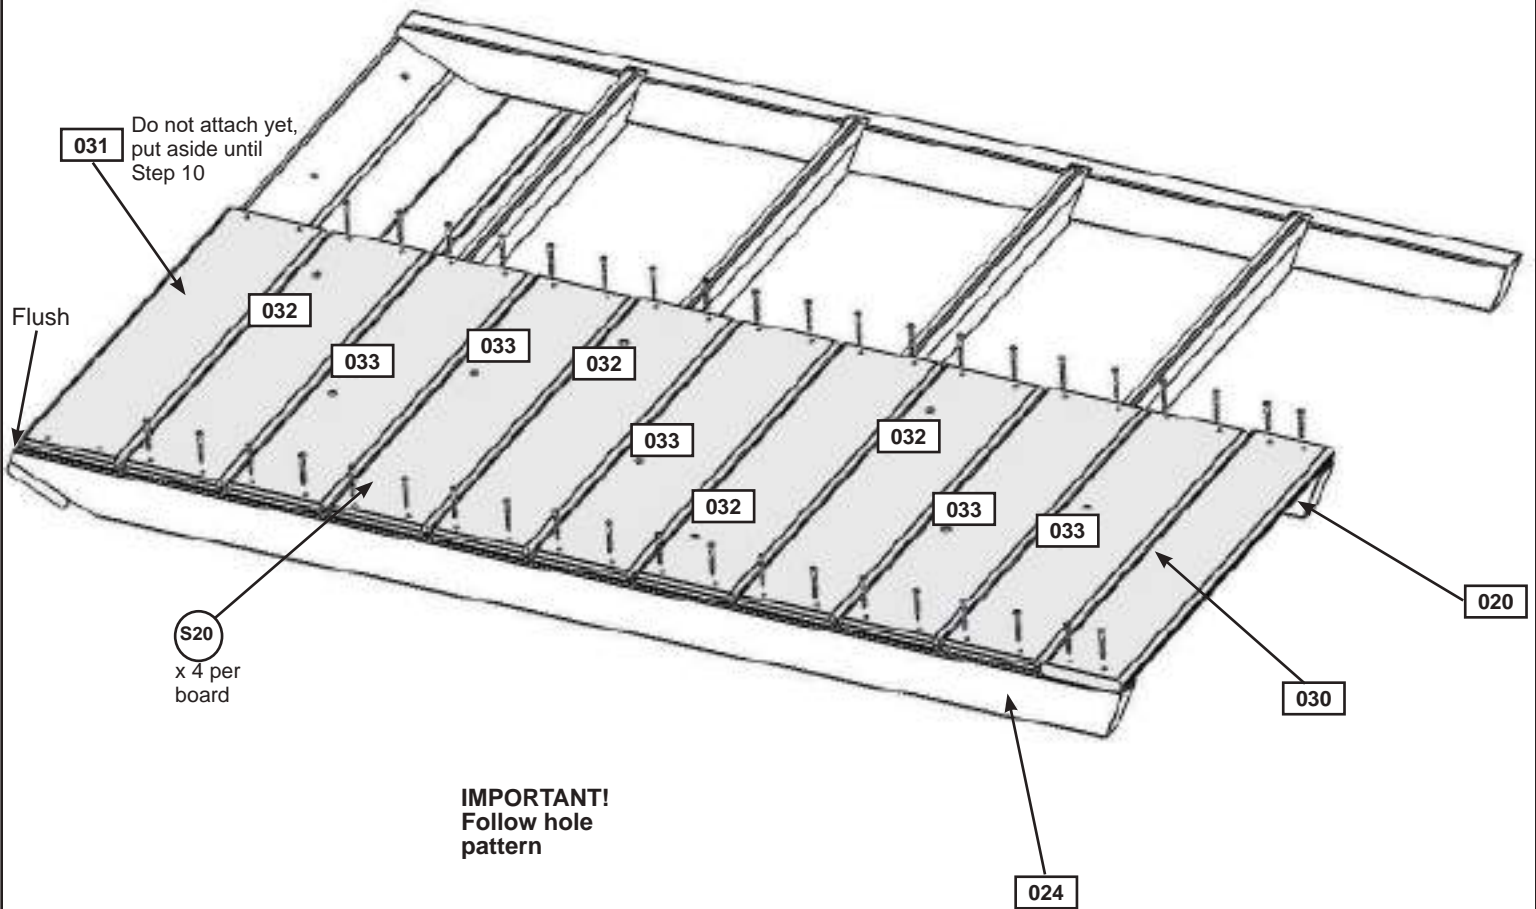 031
Do not attach yet,
put aside until
Step 10
Flush
032
033
033
032
033
032
032
033
033
020
030
S20
x 4 per
board
IMPORTANT!
Follow hole
pattern
024